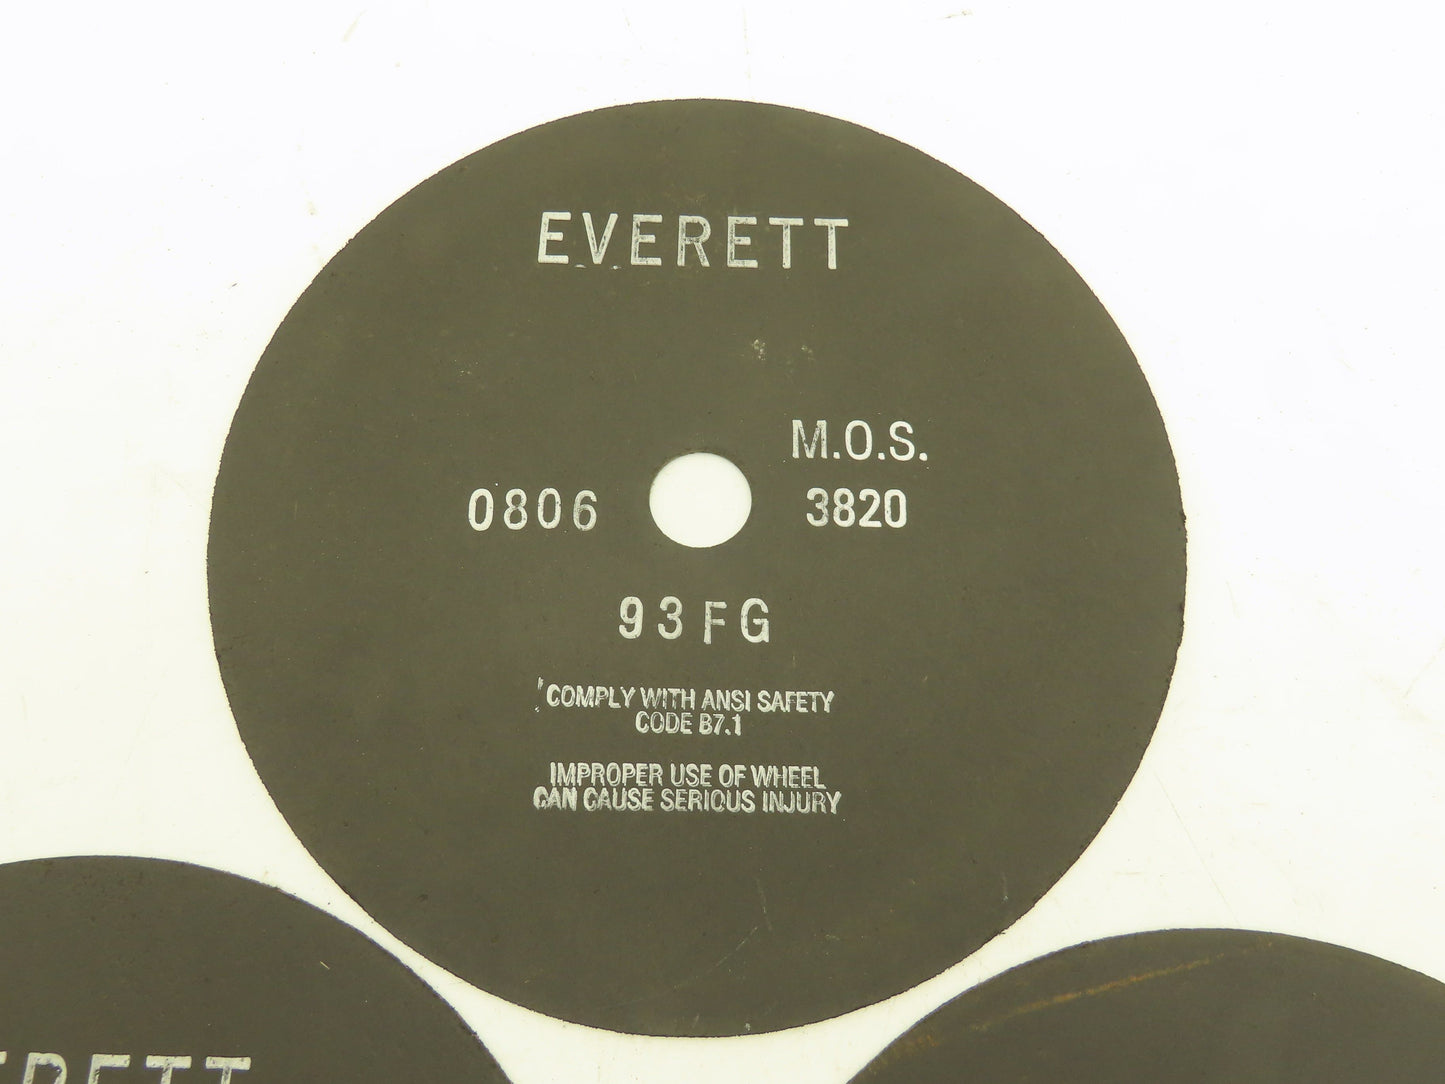 EVERETT
M.O.S.
0806 3820
93FG
COMPLY WITH ANSI SAFETY
CODE B7.1
IMPROPER USE OF WHEEL
CAN CAUSE SERIOUS INJURY
ERETT